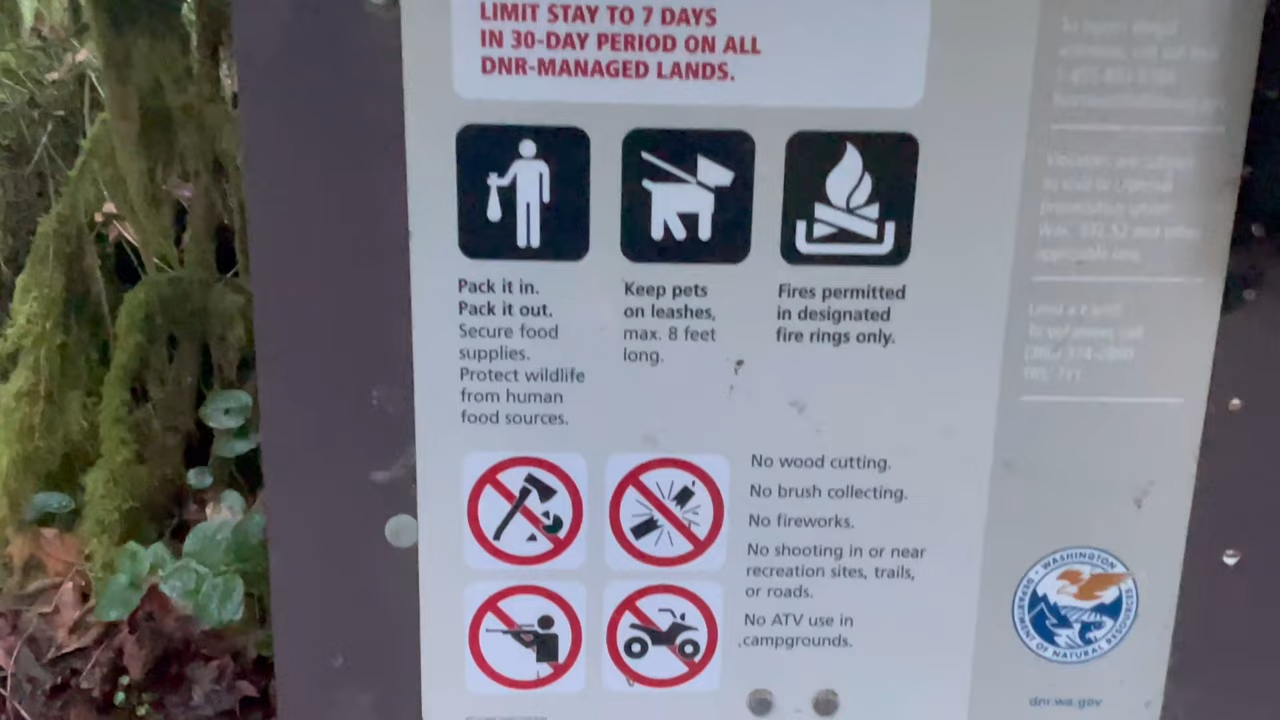 LIMIT STAY TO 7 DAYS
IN 30-DAY PERIOD ON ALL
DNR-MANAGED LANDS.
Pack it in.
Pack it out.
Secure food
supplies.
Protect wildlife
from human
food sources.
Keep pets
on leashes,
max. 8 feet
long.
Fires permitted
in designated
fire rings only.
No wood cutting.
No brush collecting.
No fireworks.
No shooting in or near
recreation sites, trails,
or roads.
No ATV use in
campgrounds.
WASHINGTON
DEPARTMENT OF NATURAL RESOURCES
dnr.wa.gov